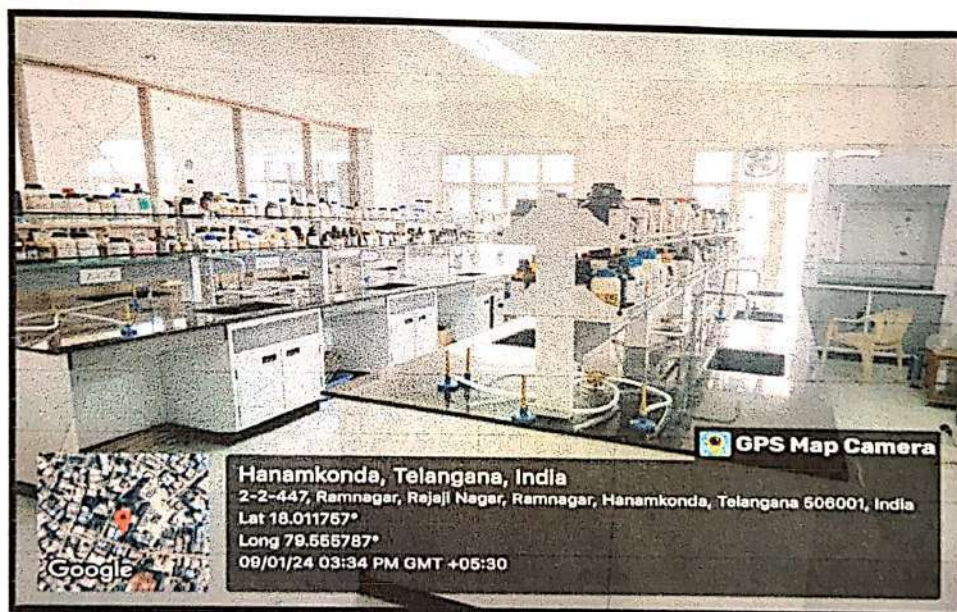 GPS Map Camera
Hanamkonda, Telangana, India
2-2-447, Ramnagar, Rajaji Nagar, Ramnagar, Hanamkonda, Telangana 506001, India
Lat 18.011757°
Long 79.555787°
09/01/24 03:34 PM GMT +05:30
Google